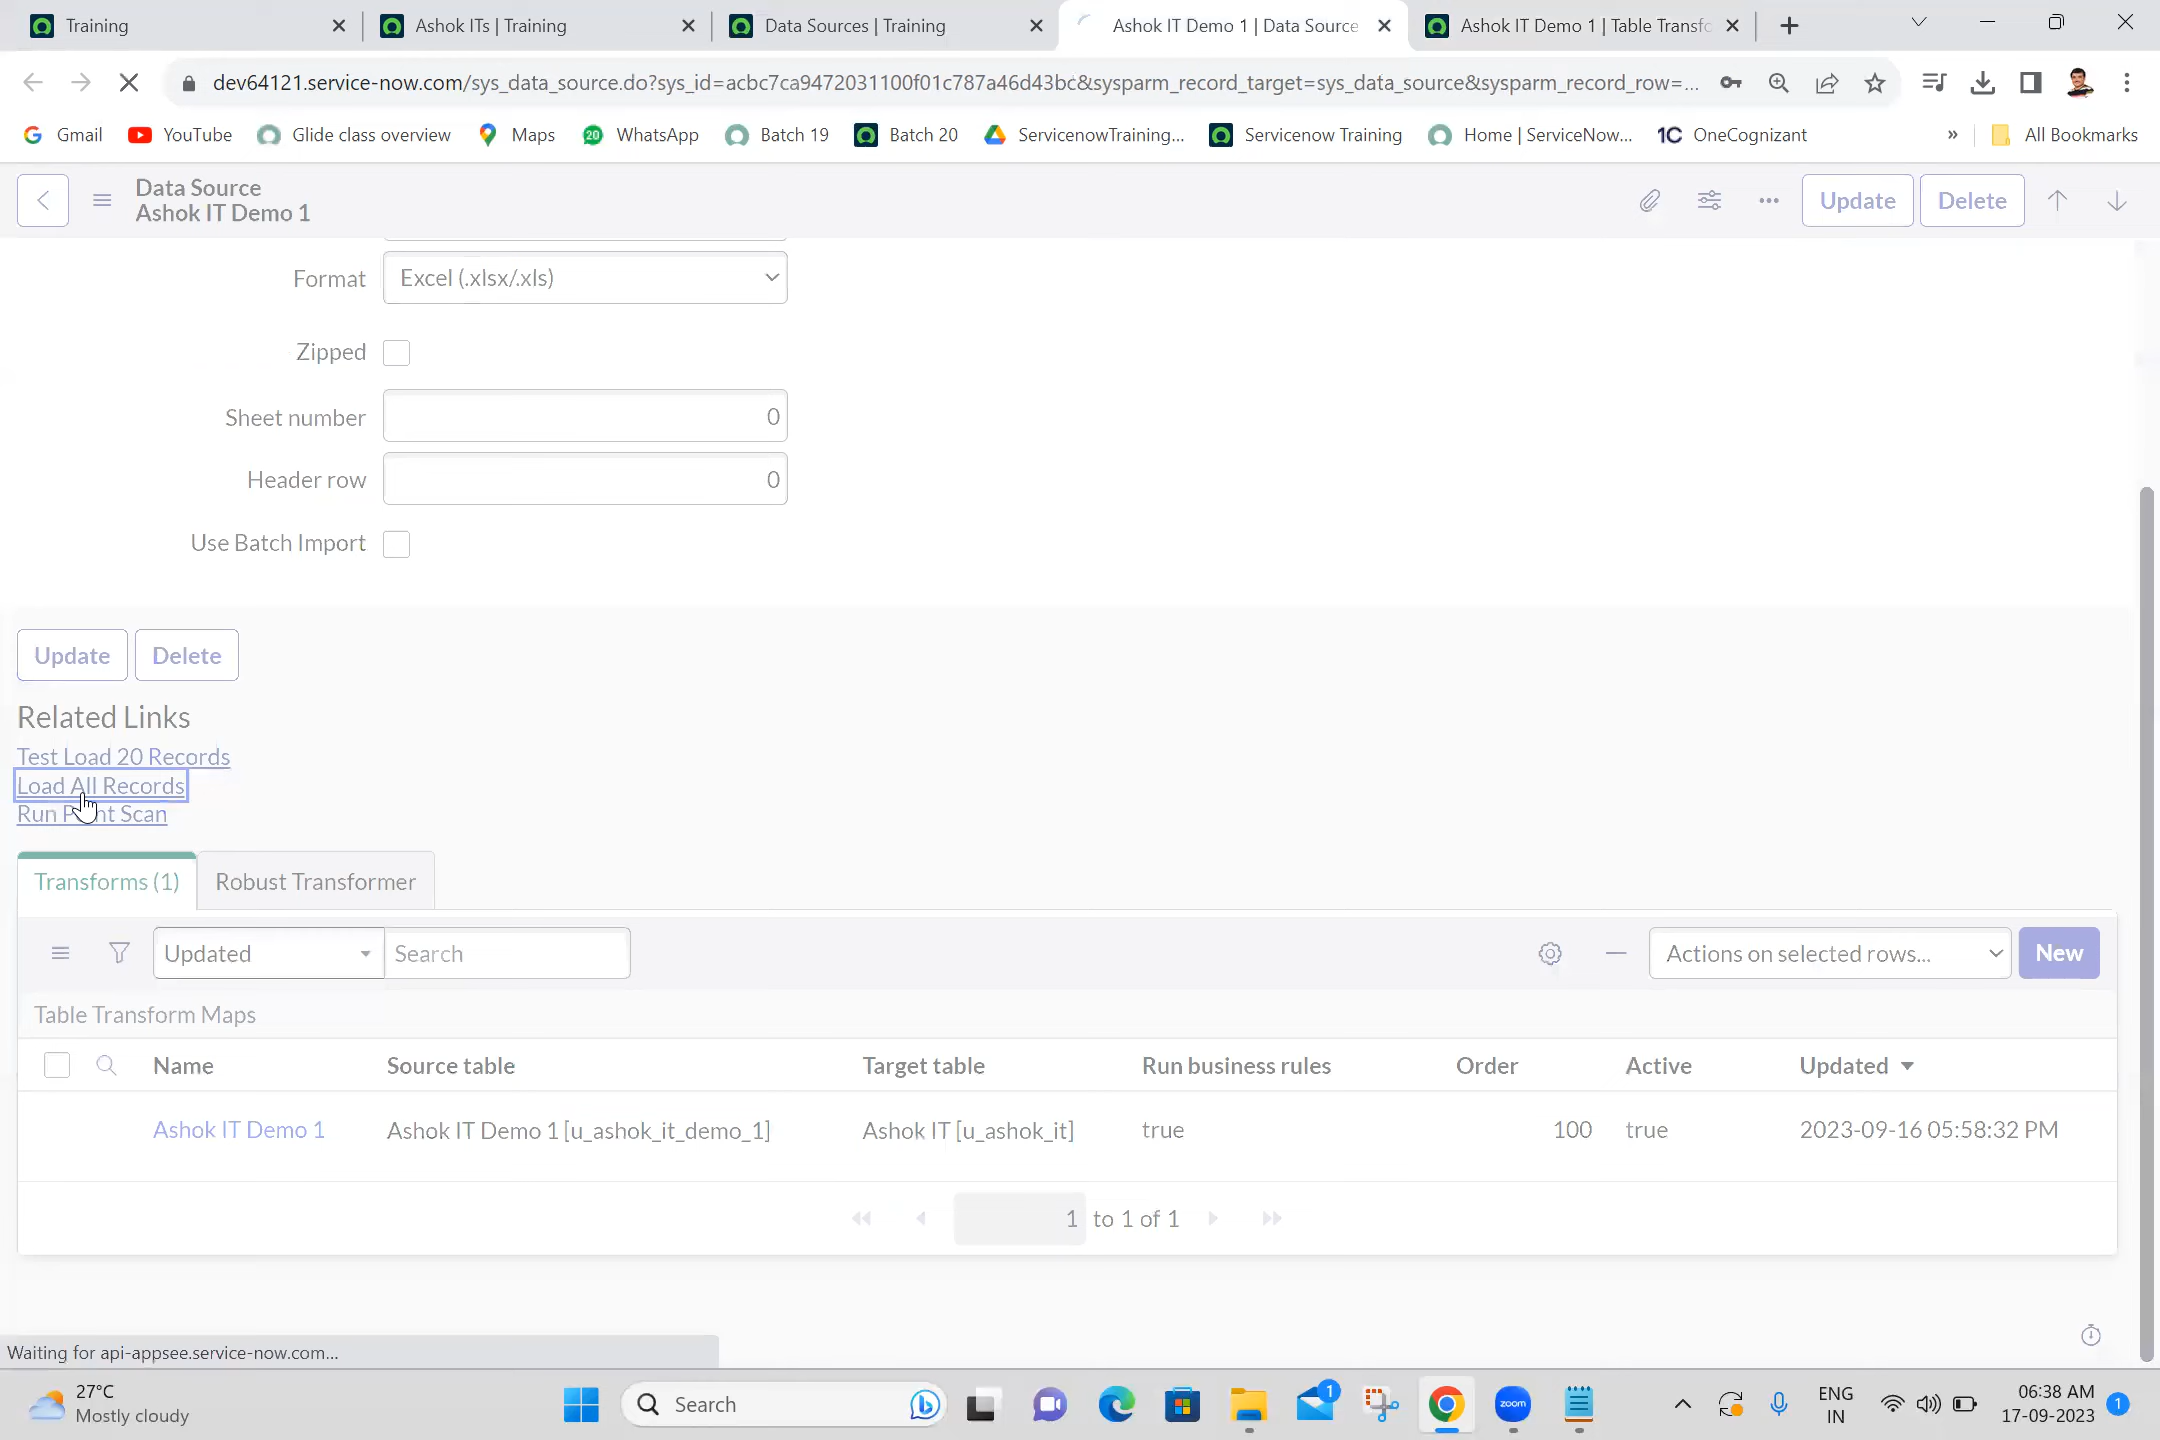 Training
Ashok ITs | Training
Data Sources | Training
Ashok IT Demo 1 | Data Source
Ashok IT Demo 1 | Table Transfo
dev64121.service-now.com/sys_data_source.do?sys_id=acbc7ca9472031100f01c787a46d43bc&sysparm_record_target=sys_data_source&sysparm_record_row=...
Gmail
YouTube
Glide class overview
Maps
20
WhatsApp
Batch 19
Batch 20
ServicenowTraining...
Servicenow Training
Home | ServiceNow...
1C OneCognizant
»
All Bookmarks
Data Source
Ashok IT Demo 1
Update
Delete
Format
Excel (.xlsx/.xls)
Zipped
Sheet number
0
Header row
0
Use Batch Import
Update
Delete
Related Links
Test Load 20 Records
Load All Records
Run Point Scan
Transforms (1)
Robust Transformer
Updated
Search
Actions on selected rows...
New
Table Transform Maps
Name
Source table
Target table
Run business rules
Order
Active
Updated
Ashok IT Demo 1
Ashok IT Demo 1 [u_ashok_it_demo_1]
Ashok IT [u_ashok_it]
true
100
true
2023-09-16 05:58:32 PM
1 to 1 of 1
Waiting for api-appsee.service-now.com...
27°C
Mostly cloudy
Search
1
zoom
ENG
IN
06:38 AM
17-09-2023
1